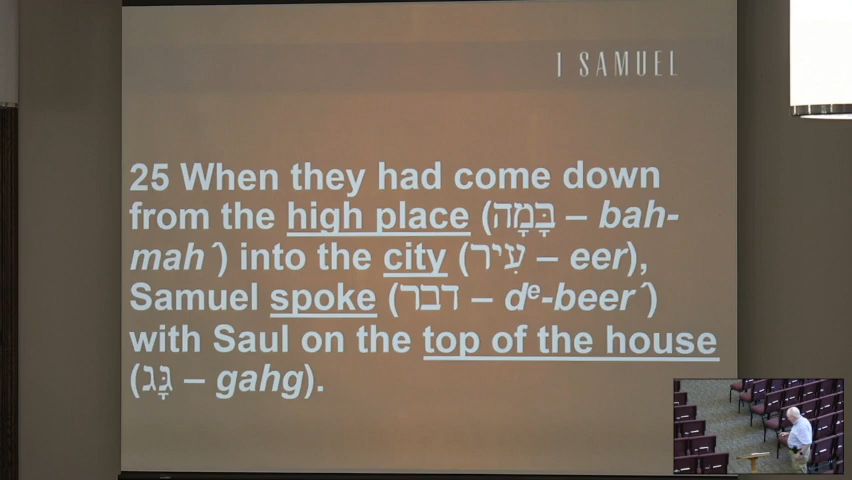 1 SAMUEL
25 When they had come down
from the high place (בָּמָה – bah-
mah´) into the city (עִיר – eer),
Samuel spoke (דבר – dᵉ-beer´)
with Saul on the top of the house
(גָּג – gahg).